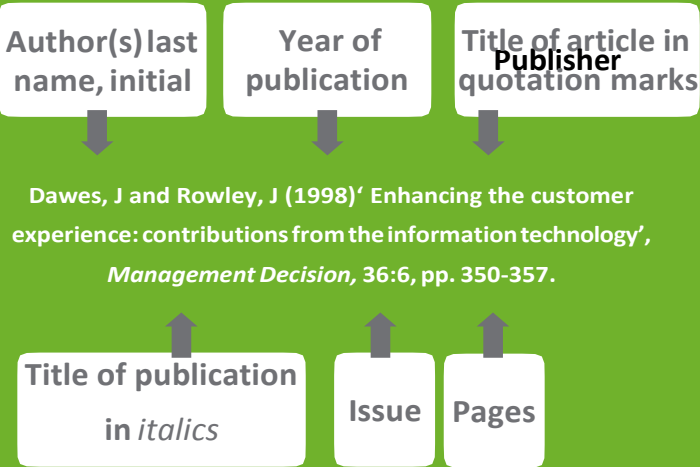 Author(s) last
name, initial
Year of
publication
Title of article in
Publisher
quotation marks
Dawes, J and Rowley, J (1998)‘ Enhancing the customer
experience: contributions from the information technology’,
Management Decision, 36:6, pp. 350-357.
Title of publication
in italics
Issue
Pages